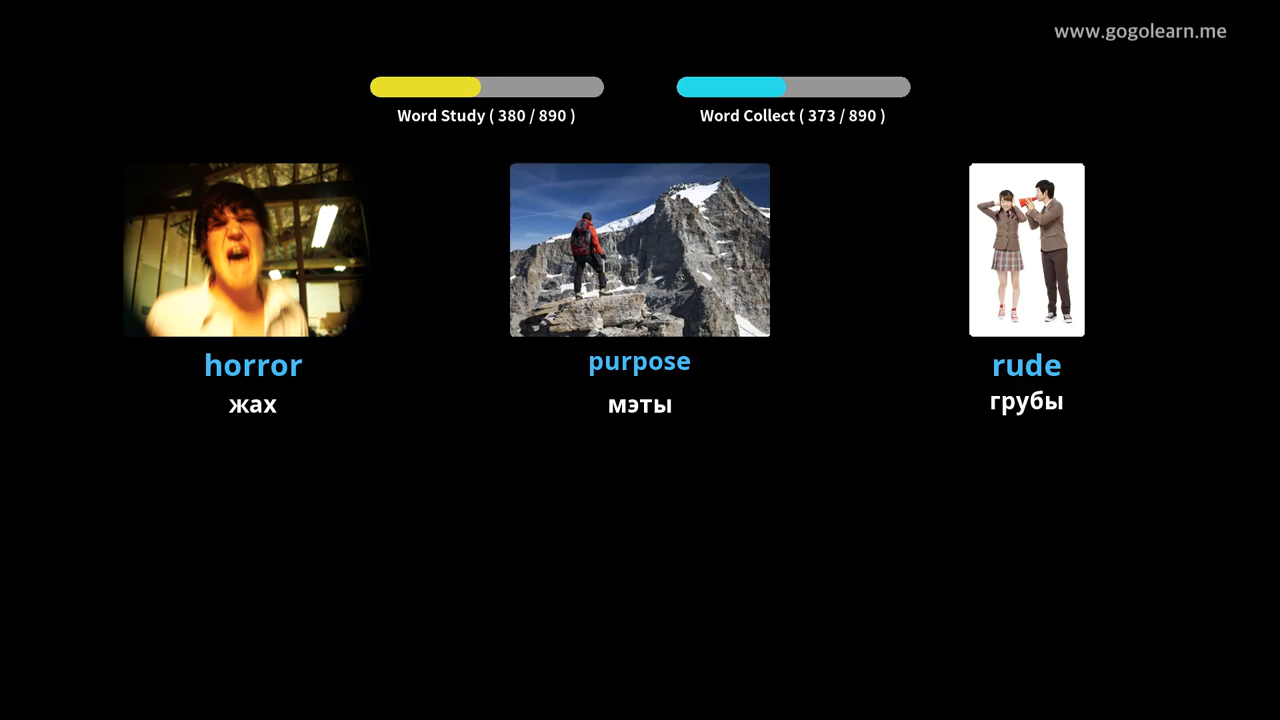 www.gogolearn.me
Word Study ( 380 / 890 )
Word Collect ( 373 / 890 )
horror
жах
purpose
мэты
rude
грубы